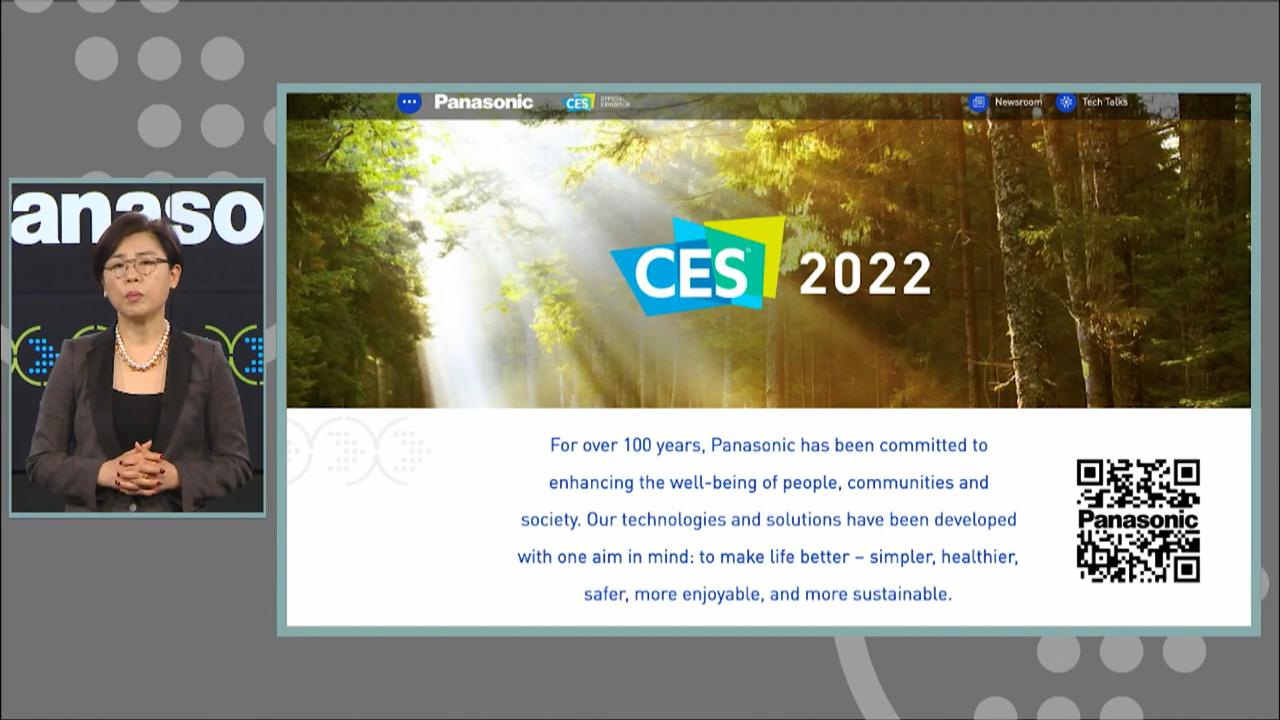 Panasonic
CES
OFFICIAL
EXHIBITOR
Newsroom
Tech Talks
anaso
CES
2022
For over 100 years, Panasonic has been committed to
enhancing the well-being of people, communities and
society. Our technologies and solutions have been developed
with one aim in mind: to make life better – simpler, healthier,
safer, more enjoyable, and more sustainable.
Panasonic